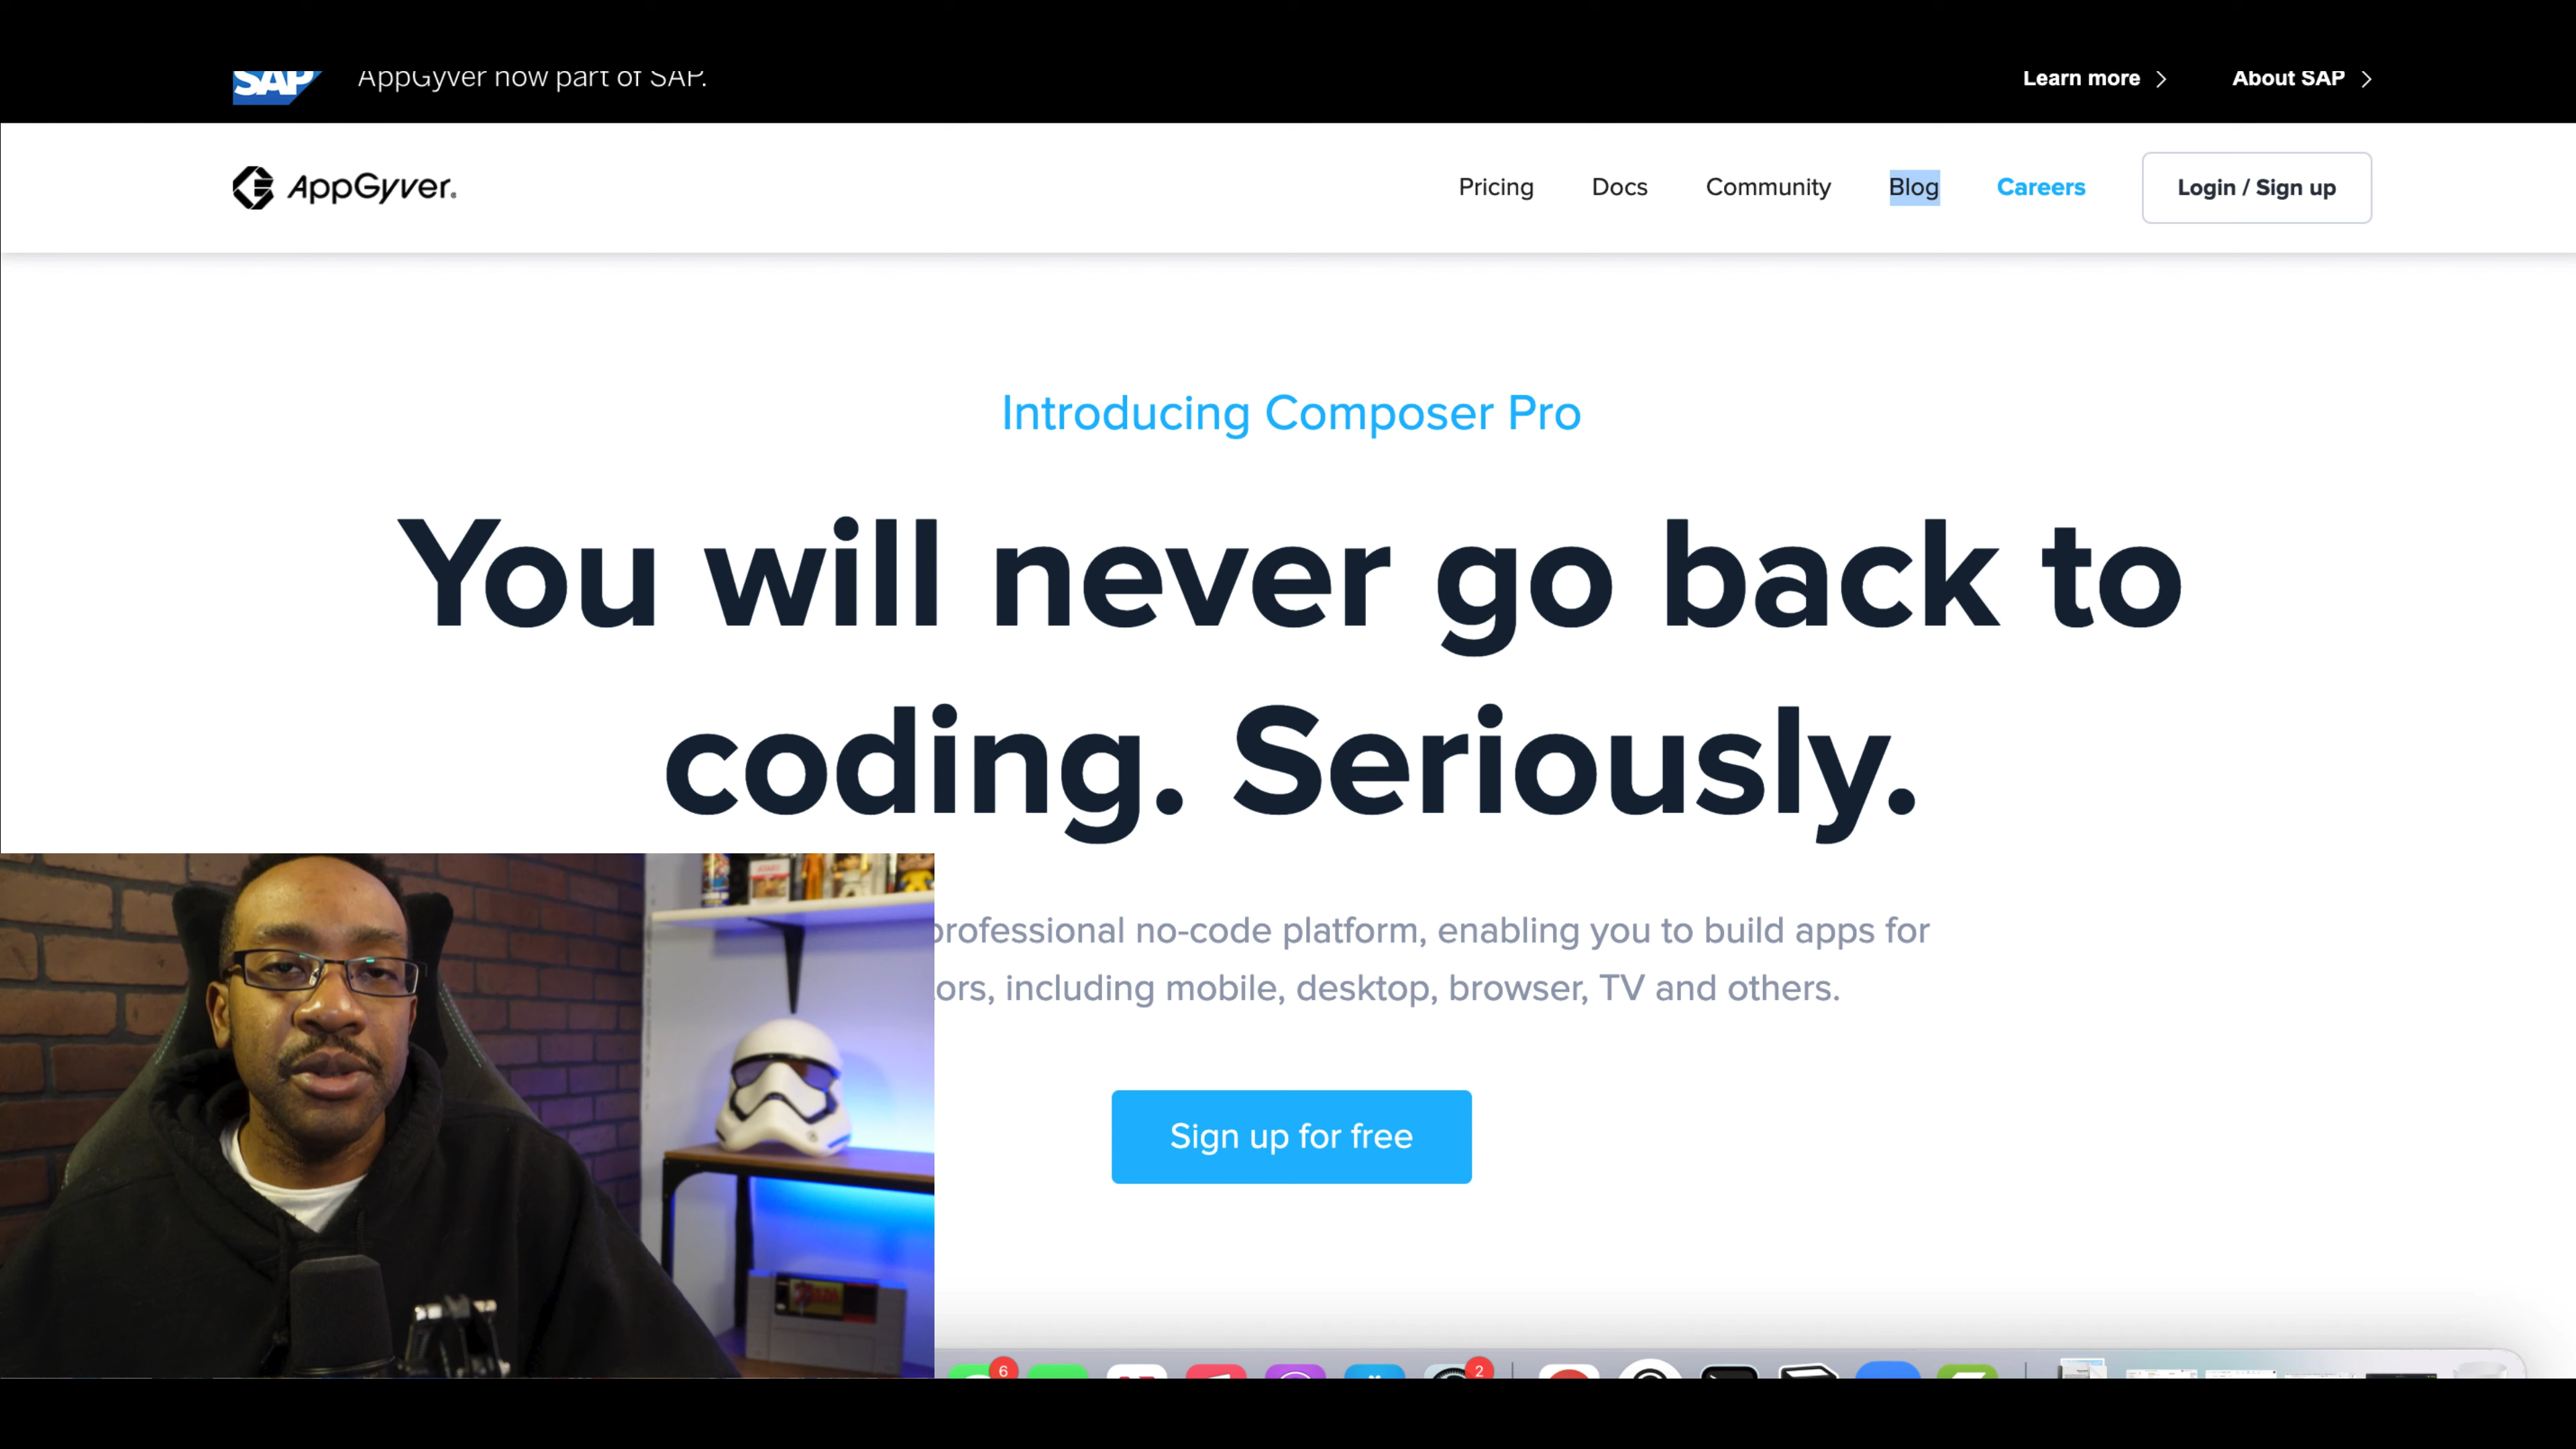 SAP AppGyver now part of SAP. Learn more About SAP
AppGyver. Pricing Docs Community Blog Careers Login / Sign up
Introducing Composer Pro
You will never go back to
coding. Seriously.
professional no-code platform, enabling you to build apps for
ors, including mobile, desktop, browser, TV and others.
Sign up for free
6 2